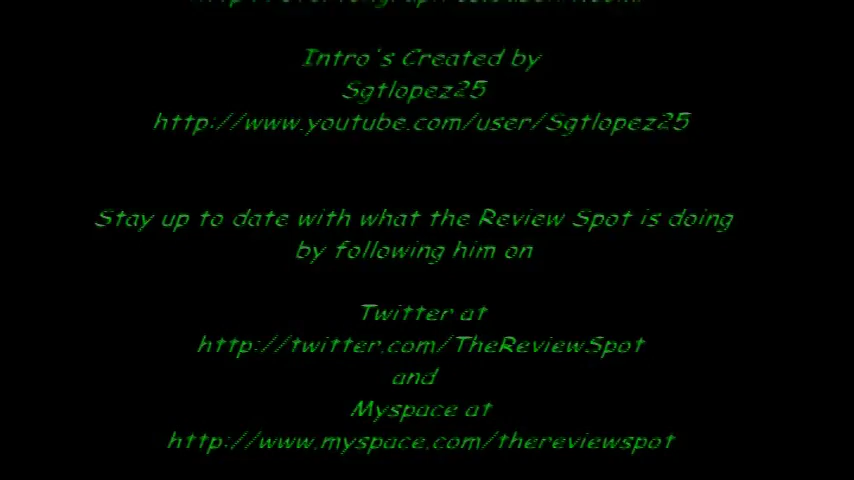 Intro's Created by
Sgtlopez25
http://www.youtube.com/user/Sgtlopez25
Stay up to date with what the Review Spot is doing
by following him on
Twitter at
http://twitter.com/TheReviewSpot
and
Myspace at
http://www.myspace.com/thereviewspot